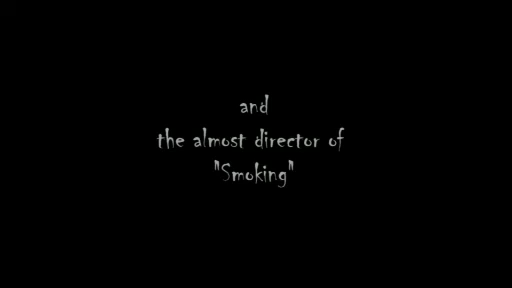 and
the almost director of
"Smoking"